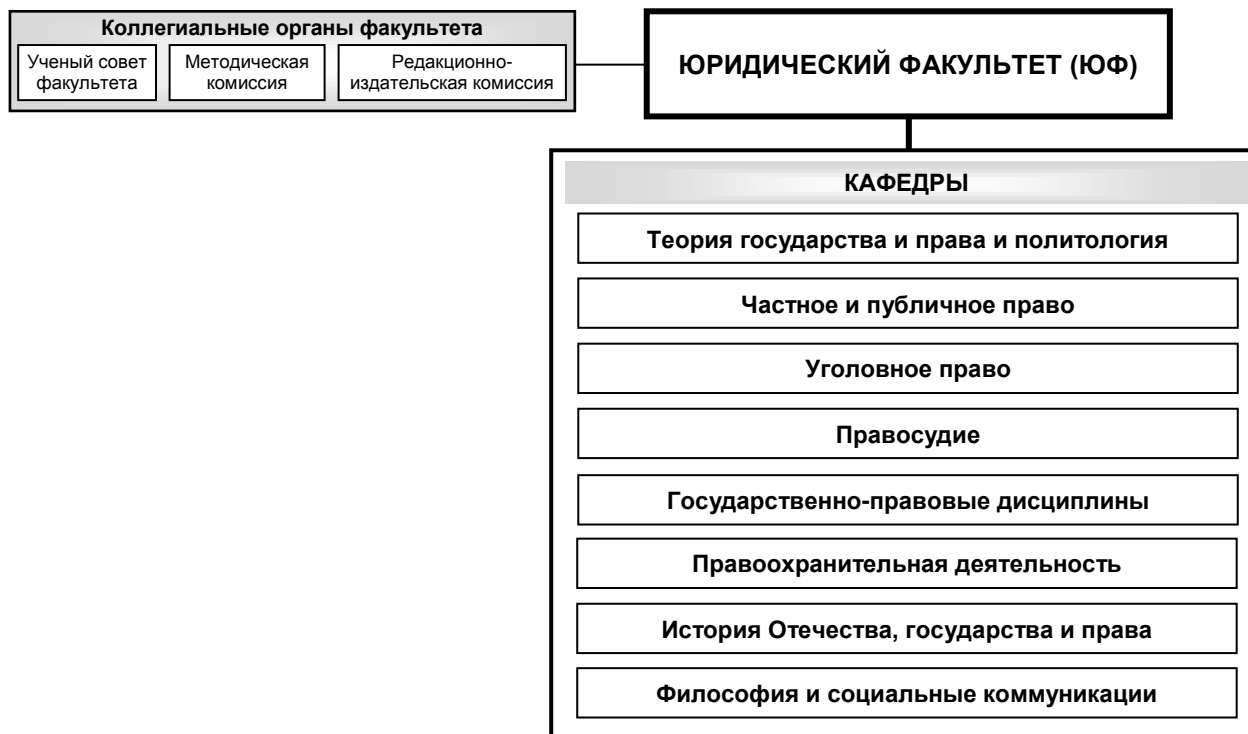 Коллегиальные органы факультета
Ученый совет
факультета
Методическая
комиссия
Редакционно-
издательская комиссия
ЮРИДИЧЕСКИЙ ФАКУЛЬТЕТ (ЮФ)
КАФЕДРЫ
Теория государства и права и политология
Частное и публичное право
Уголовное право
Правосудие
Государственно-правовые дисциплины
Правоохранительная деятельность
История Отечества, государства и права
Философия и социальные коммуникации